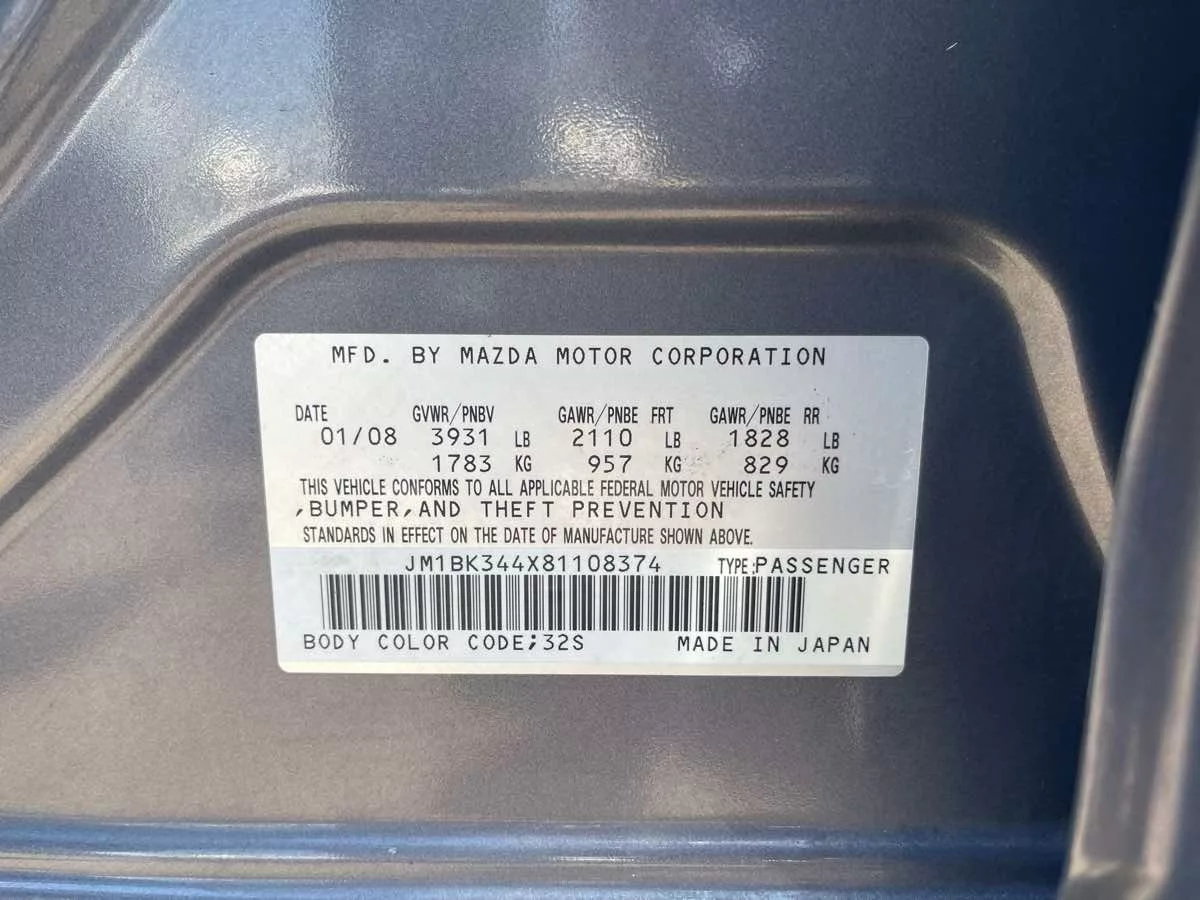 MFD. BY MAZDA MOTOR CORPORATION
DATE GVWR/PNBV GAWR/PNBE FRT GAWR/PNBE RR
01/08 3931 LB 2110 LB 1828 LB
1783 KG 957 KG 829 KG
THIS VEHICLE CONFORMS TO ALL APPLICABLE FEDERAL MOTOR VEHICLE SAFETY
,BUMPER,AND THEFT PREVENTION
STANDARDS IN EFFECT ON THE DATE OF MANUFACTURE SHOWN ABOVE.
JM1BK344X81108374 TYPE:PASSENGER
BODY COLOR CODE;32S MADE IN JAPAN